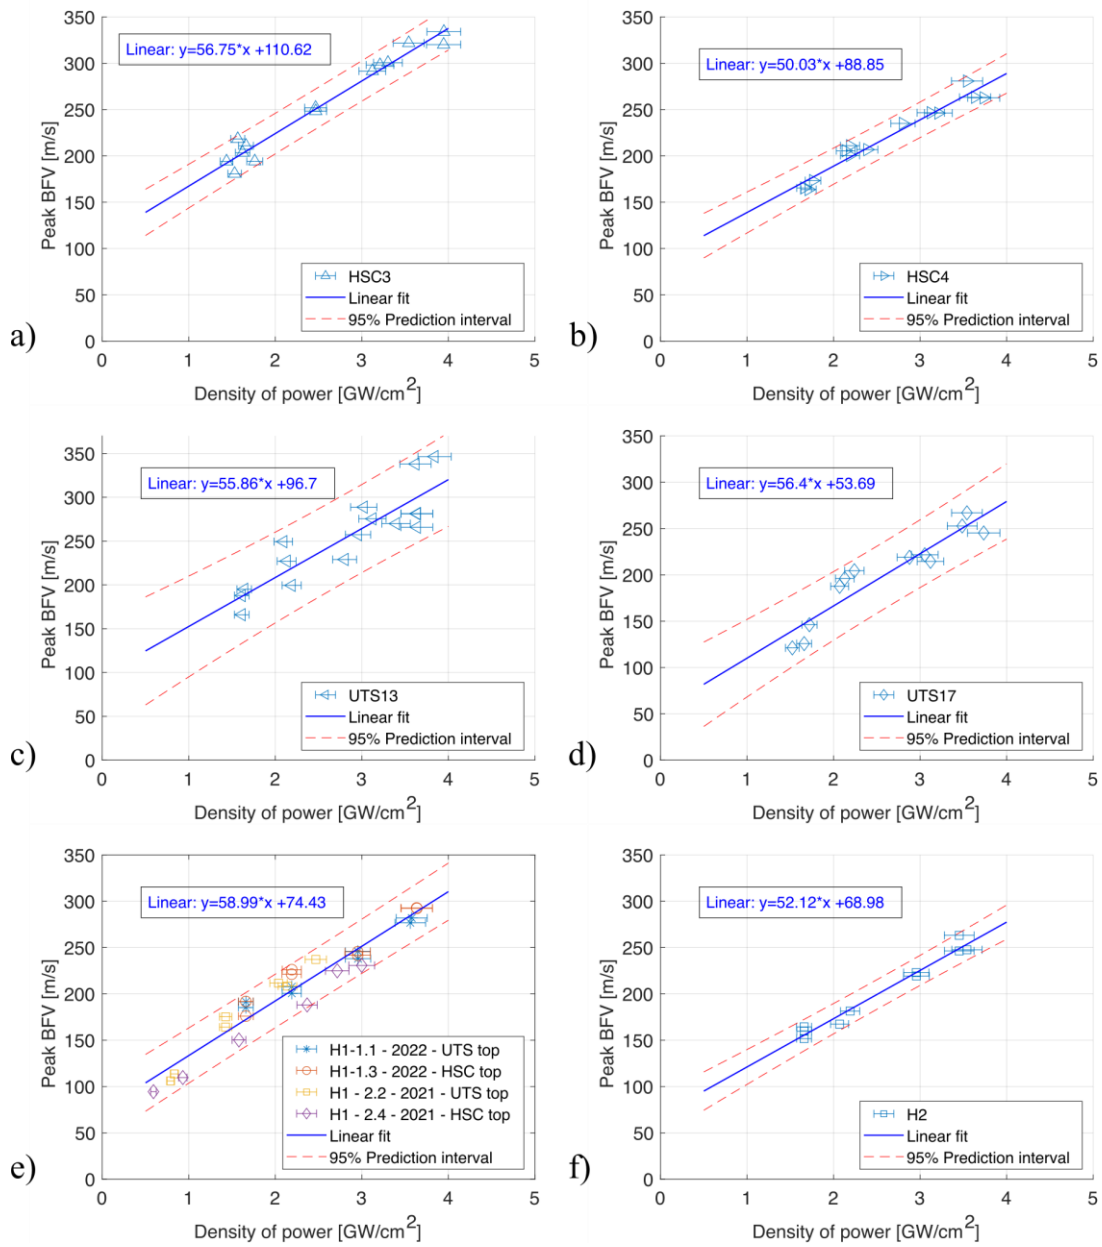 350
300
250
200
150
100
50
0
Peak BFV [m/s]
Linear: y=56.75*x +110.62
HSC3
Linear fit
95% Prediction interval
0 1 2 3 4 5
Density of power [GW/cm2]
a)
350
300
250
200
150
100
50
0
Peak BFV [m/s]
Linear: y=50.03*x +88.85
HSC4
Linear fit
95% Prediction interval
0 1 2 3 4 5
Density of power [GW/cm2]
b)
350
300
250
200
150
100
50
0
Peak BFV [m/s]
Linear: y=55.86*x +96.7
UTS13
Linear fit
95% Prediction interval
0 1 2 3 4 5
Density of power [GW/cm2]
c)
350
300
250
200
150
100
50
0
Peak BFV [m/s]
Linear: y=56.4*x +53.69
UTS17
Linear fit
95% Prediction interval
0 1 2 3 4 5
Density of power [GW/cm2]
d)
350
300
250
200
150
100
50
0
Peak BFV [m/s]
Linear: y=58.99*x +74.43
H1-1.1 - 2022 - UTS top
H1-1.3 - 2022 - HSC top
H1 - 2.2 - 2021 - UTS top
H1 - 2.4 - 2021 - HSC top
Linear fit
95% Prediction interval
0 1 2 3 4 5
Density of power [GW/cm2]
e)
350
300
250
200
150
100
50
0
Peak BFV [m/s]
Linear: y=52.12*x +68.98
H2
Linear fit
95% Prediction interval
0 1 2 3 4 5
Density of power [GW/cm2]
f)